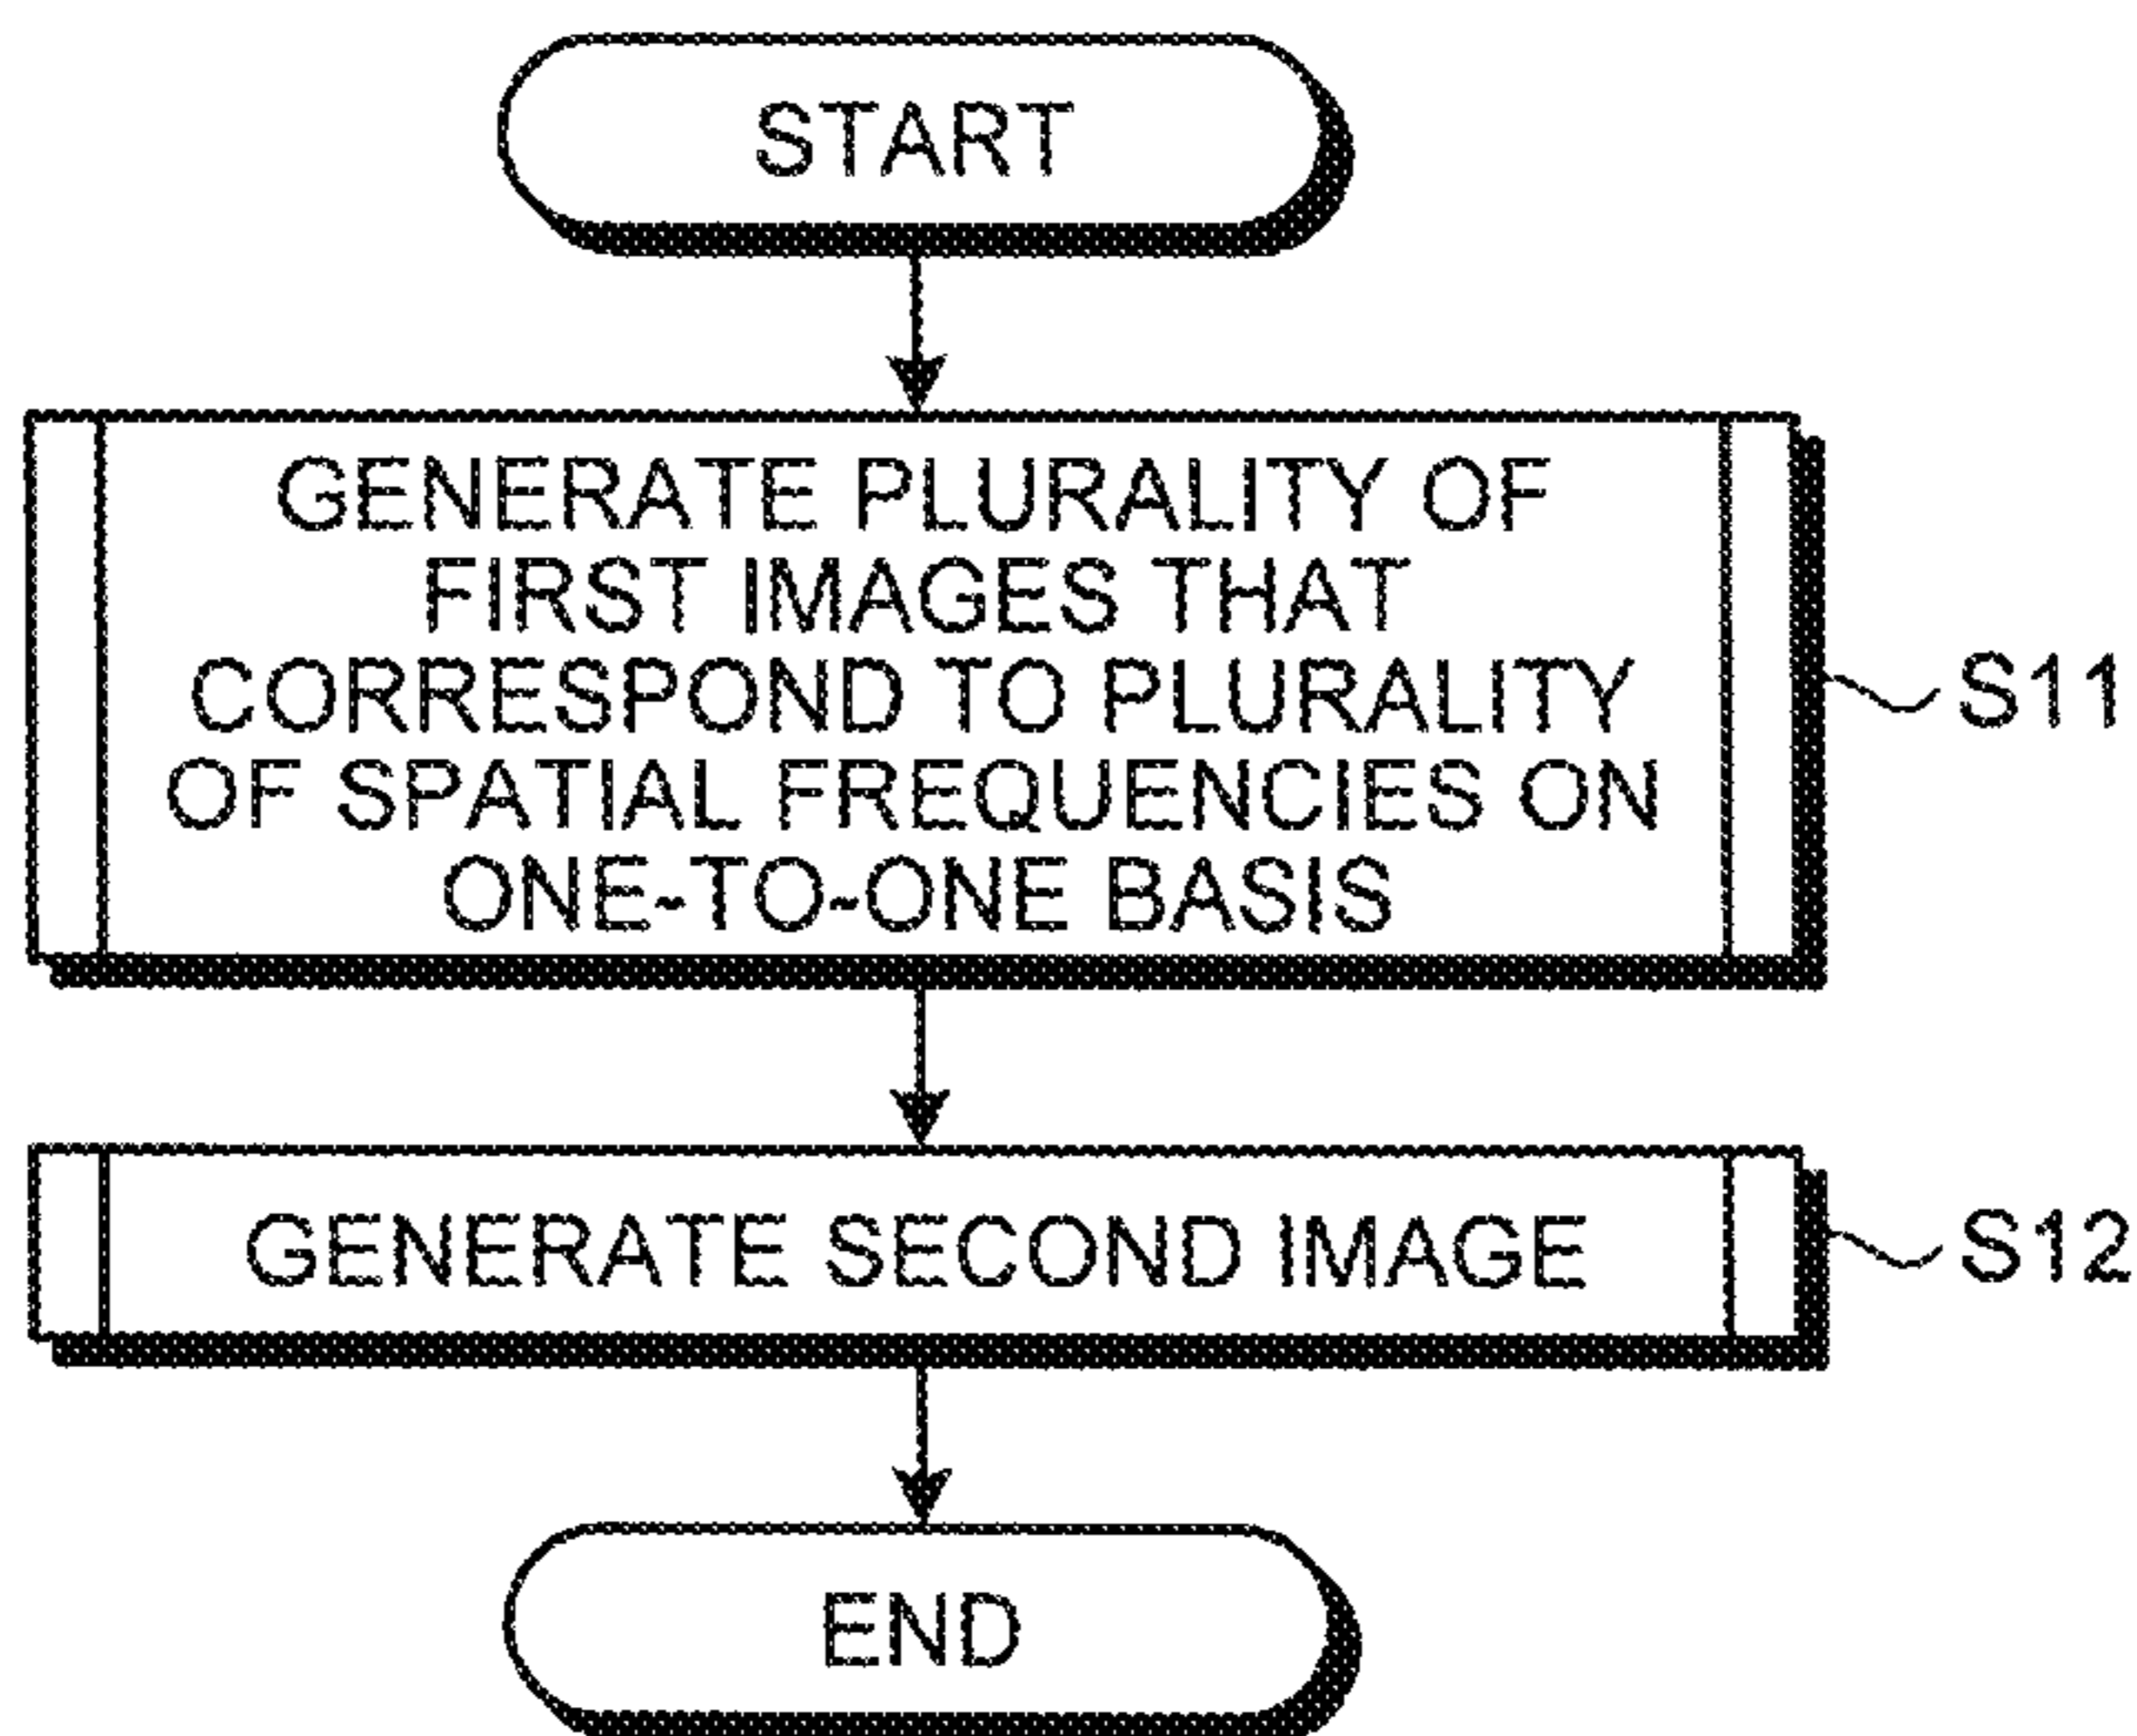 START
GENERATE PLURALITY OF
FIRST IMAGES THAT
CORRESPOND TO PLURALITY
OF SPATIAL FREQUENCIES ON
ONE-TO-ONE BASIS
S11
GENERATE SECOND IMAGE
S12
END